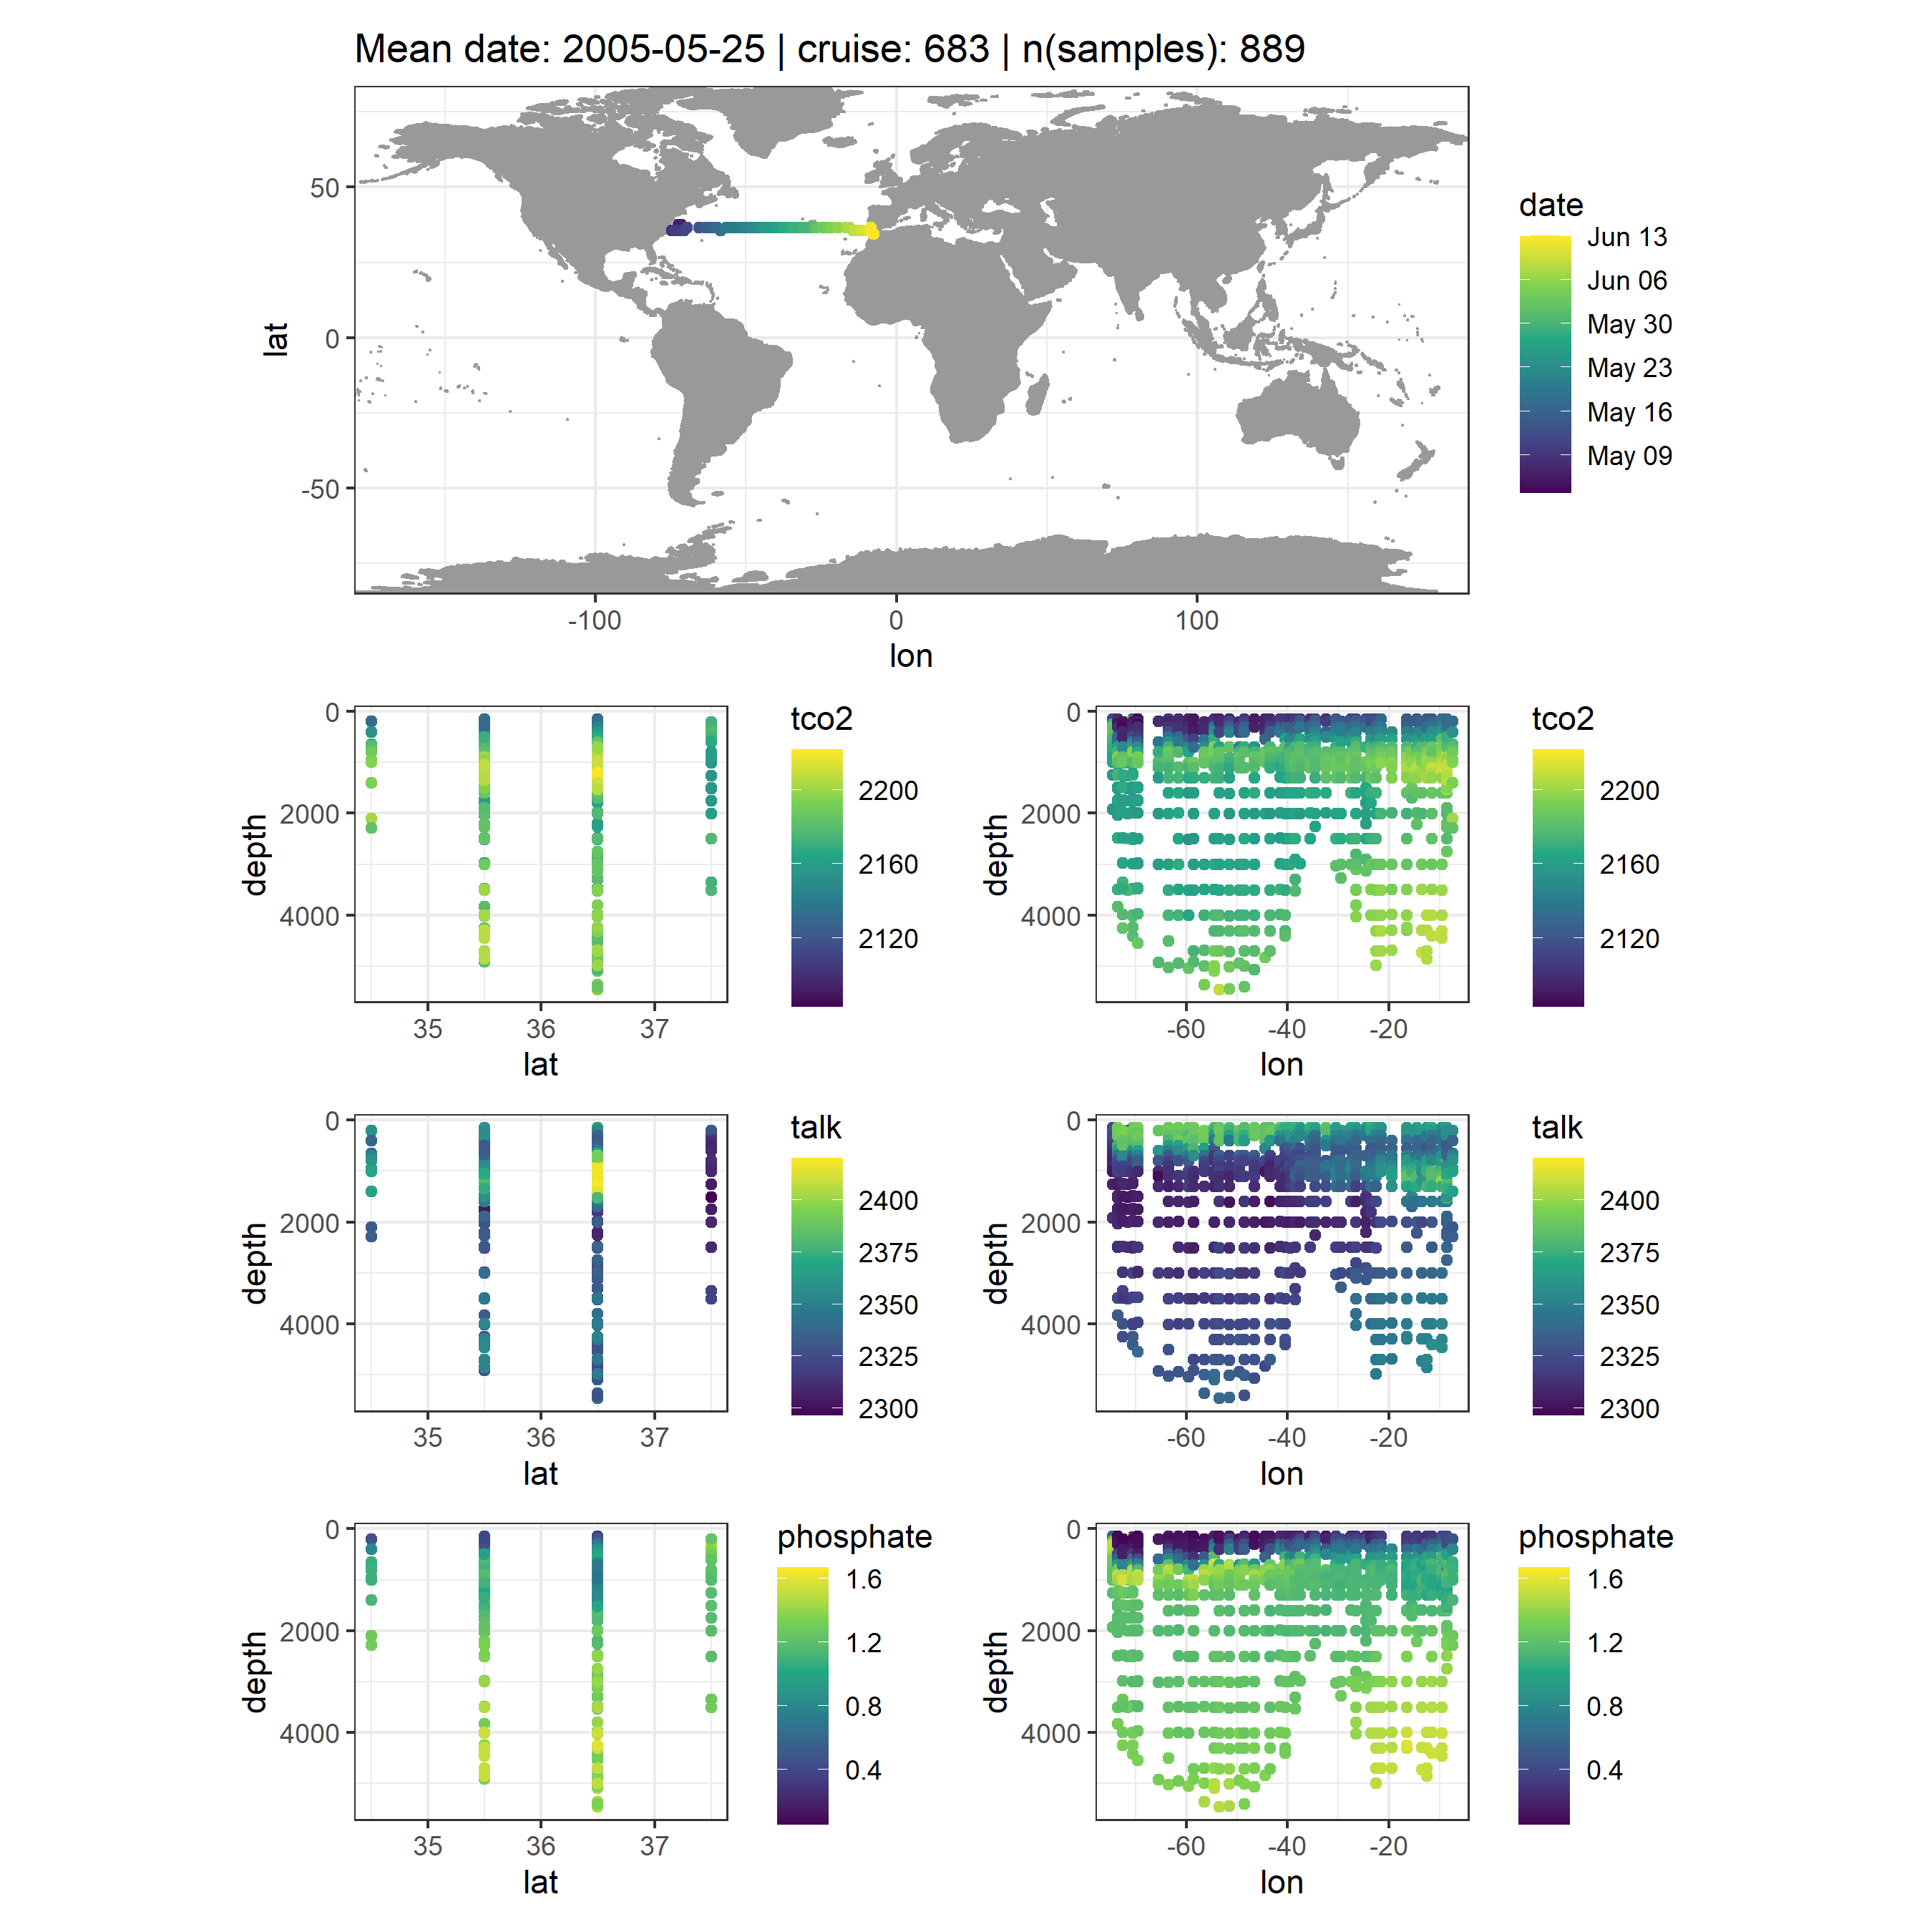 Mean date: 2005-05-25 | cruise: 683 | n(samples): 889
lat
50
0
-50
-100
0
100
lon
date
Jun 13
Jun 06
May 30
May 23
May 16
May 09
depth
0
2000
4000
35
36
37
lat
tco2
2200
2160
2120
depth
0
2000
4000
-60
-40
-20
lon
tco2
2200
2160
2120
depth
0
2000
4000
35
36
37
lat
talk
2400
2375
2350
2325
2300
depth
0
2000
4000
-60
-40
-20
lon
talk
2400
2375
2350
2325
2300
depth
0
2000
4000
35
36
37
lat
phosphate
1.6
1.2
0.8
0.4
depth
0
2000
4000
-60
-40
-20
lon
phosphate
1.6
1.2
0.8
0.4